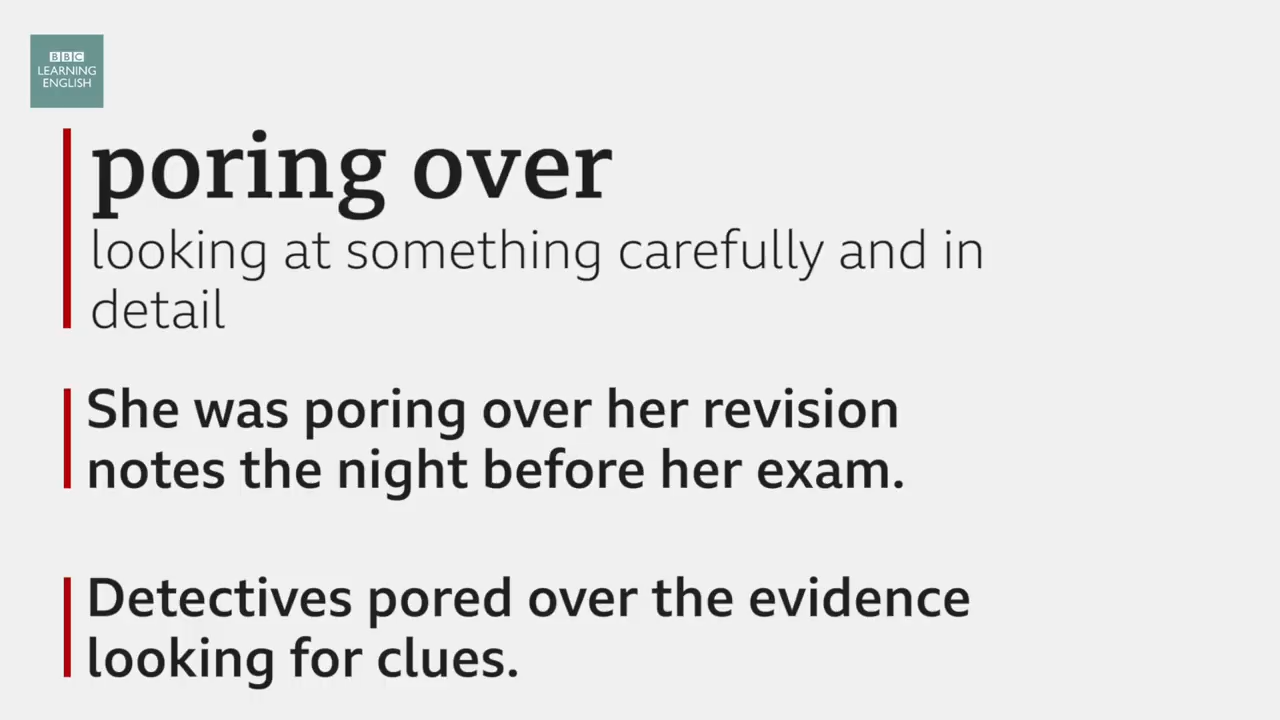 BBC
LEARNING
ENGLISH
poring over
looking at something carefully and in
detail
She was poring over her revision
notes the night before her exam.
Detectives pored over the evidence
looking for clues.